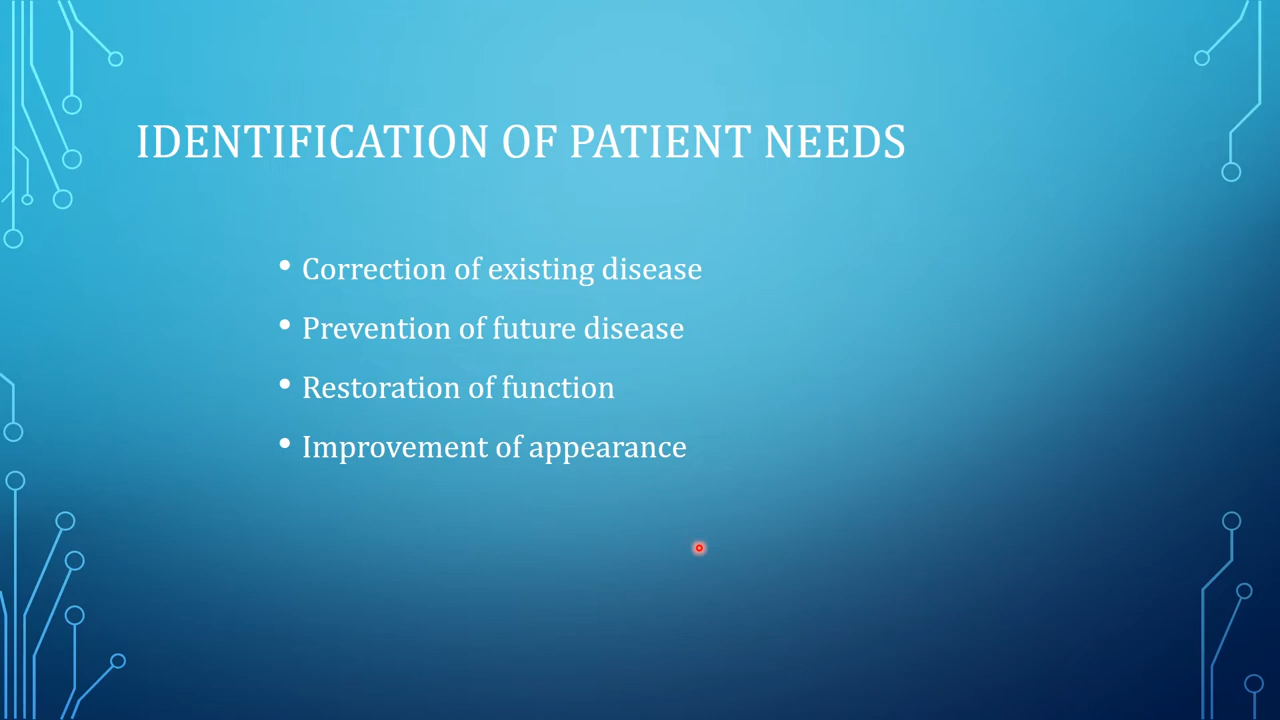 IDENTIFICATION OF PATIENT NEEDS
• Correction of existing disease
• Prevention of future disease
• Restoration of function
• Improvement of appearance